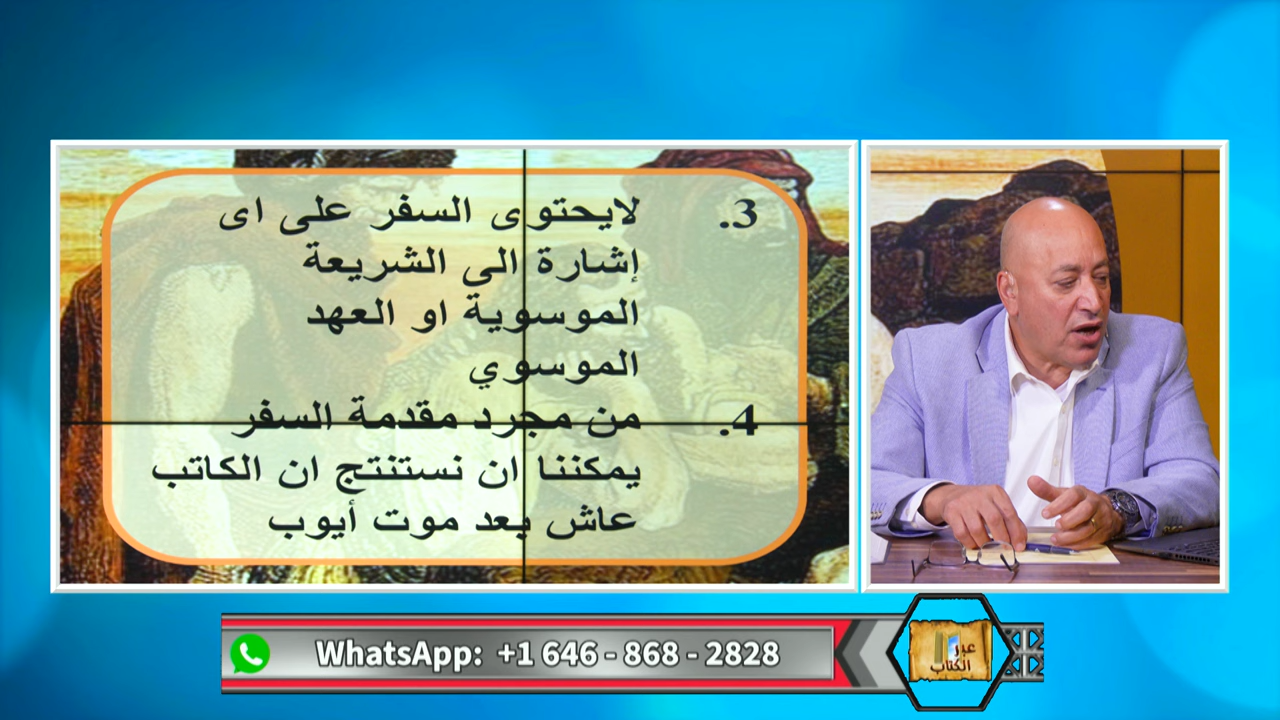 3. لايحتوى السفر على اى
إشارة الى الشريعة
الموسوية او العهد
الموسوي
4. من مجرد مقدمة السفر
يمكننا ان نستنتج ان الكاتب
عاش بعد موت أيوب
WhatsApp: +1 646 - 868 - 2828
عبر
الكتاب